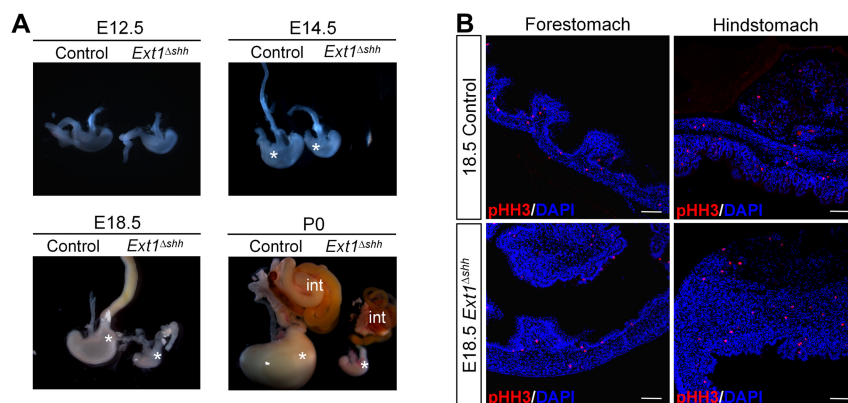 A
E12.5
Control Ext1Δshh
E14.5
Control Ext1Δshh
*
*
E18.5
Control Ext1Δshh
*
*
P0
Control Ext1Δshh
int
int
*
*
B
Forestomach Hindstomach
18.5 Control
pHH3/DAPI
pHH3/DAPI
E18.5 Ext1Δshh
pHH3/DAPI
pHH3/DAPI